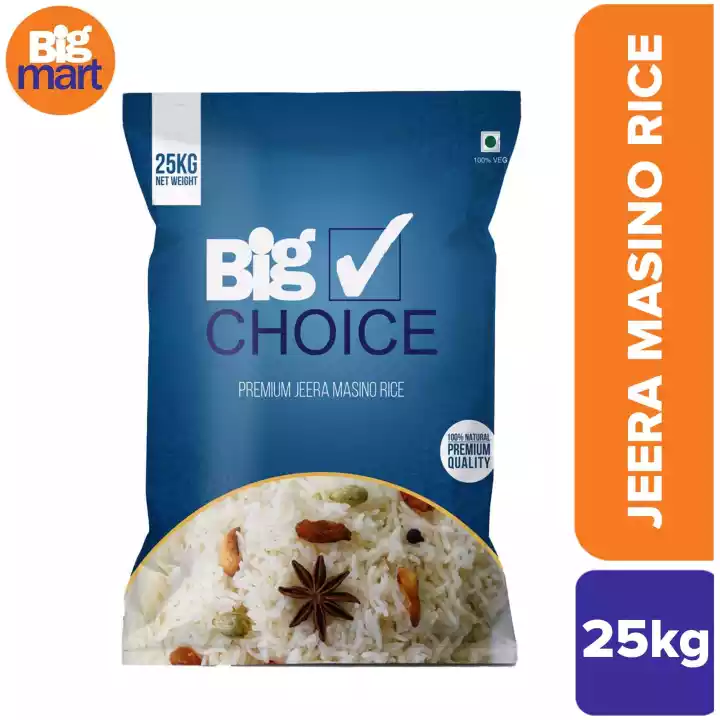 Big
mart
25KG
NET WEIGHT
100% VEG
Big
CHOICE
PREMIUM JEERA MASINO RICE
100% NATURAL
PREMIUM
QUALITY
JEERA MASINO RICE
25kg